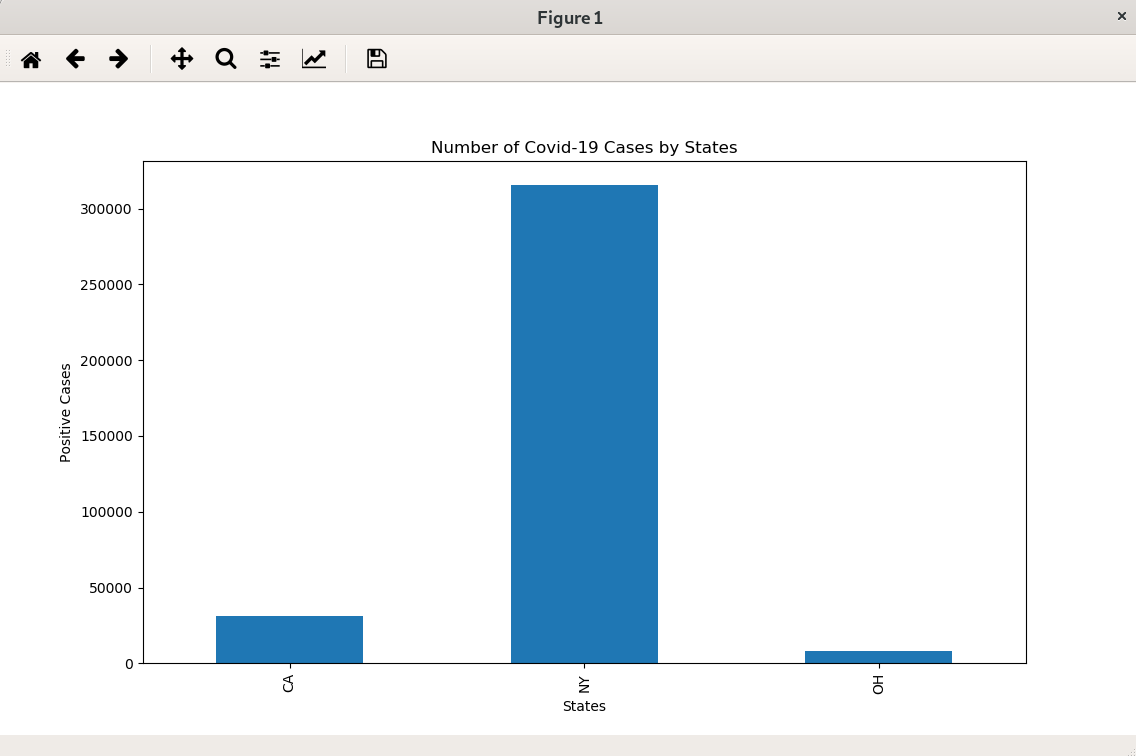 Figure 1
Number of Covid-19 Cases by States
300000
250000
200000
150000
100000
50000
0
Positive Cases
CA
NY
OH
States